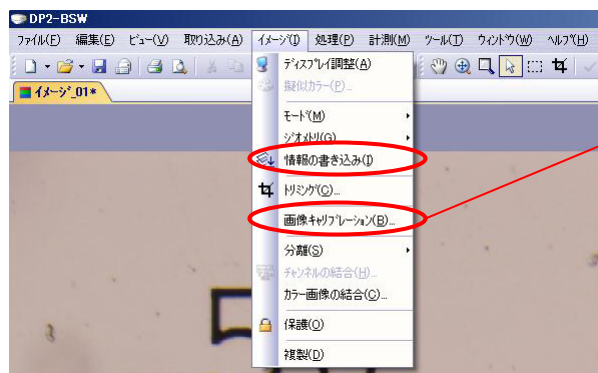 DP2-BSW
ファイル(F) 編集(E) ビュー(V) 取り込み(A) イメージ(I) 処理(P) 計測(M) ツール(T) ウィンドウ(W) ヘルプ(H)
イメージ_01*
ディスプレイ調整(A)
擬似カラー(P)...
モード(M)
ジオメトリ(G)
情報の書き込み(I)
トリミング(C)...
画像キャリブレーション(B)...
分離(S)
チャンネルの結合(H)...
カラー画像の結合(C)...
保護(O)
複製(D)